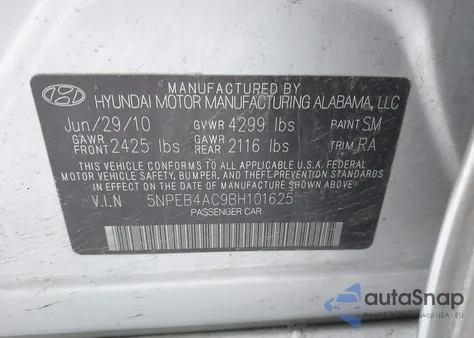 MANUFACTURED BY
HYUNDAI MOTOR MANUFACTURING ALABAMA, LLC
Jun/29/10 GVWR 4299 lbs PAINT SM
GAWR FRONT 2425 lbs GAWR REAR 2116 lbs TRIM RA
THIS VEHICLE CONFORMS TO ALL APPLICABLE U.S.A. FEDERAL
MOTOR VEHICLE SAFETY, BUMPER, AND THEFT PREVENTION STANDARDS
IN EFFECT ON THE DATE OF MANUFACTURE SHOWN ABOVE.
V.I.N 5NPEB4AC9BH101625
PASSENGER CAR
autoSnap
USA - EU